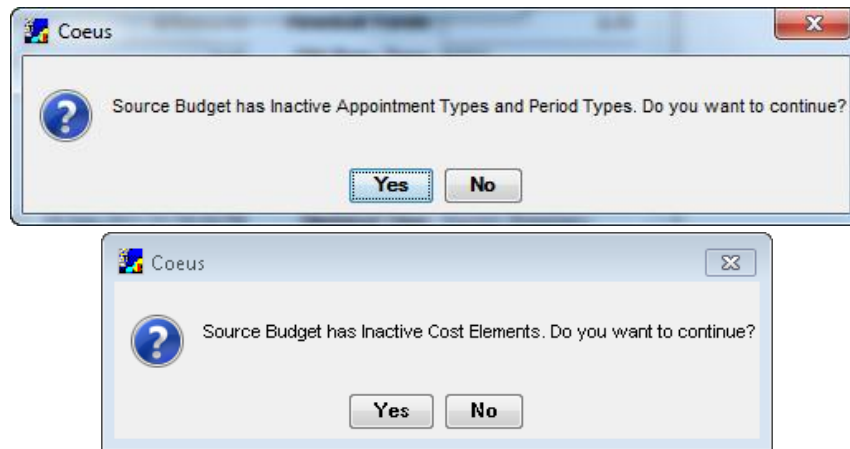 Coeus
Source Budget has Inactive Appointment Types and Period Types. Do you want to continue?
Yes No
Coeus
Source Budget has Inactive Cost Elements. Do you want to continue?
Yes No